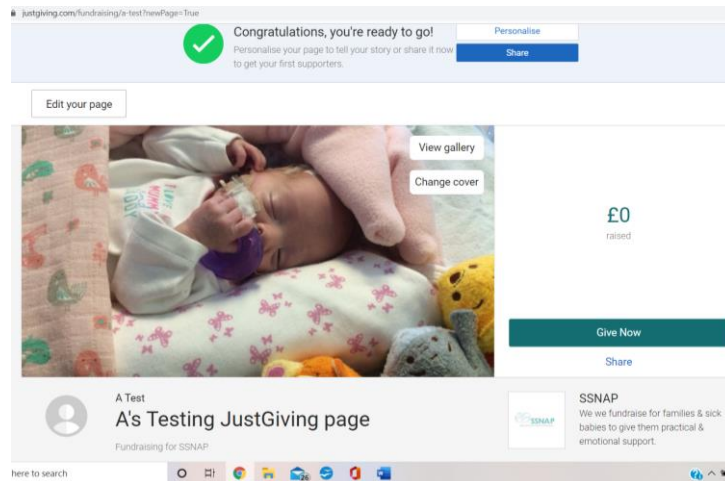 justgiving.com/fundraising/a-test?newPage=True
Congratulations, you're ready to go!
Personalise your page to tell your story or share it now
to get your first supporters.
Personalise
Share
Edit your page
View gallery
Change cover
£0
raised
Give Now
Share
A Test
A's Testing JustGiving page
Fundraising for SSNAP
SSNAP
SSNAP
We we fundraise for families & sick
babies to give them practical &
emotional support.
here to search
26